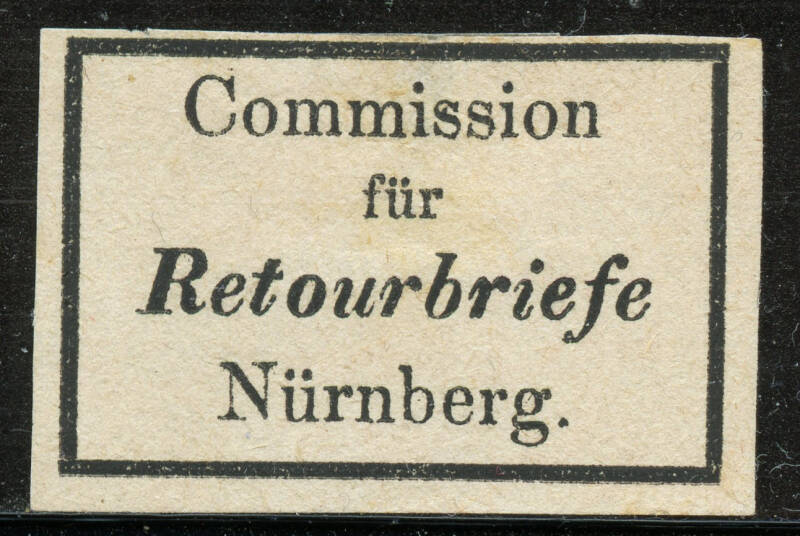 Commission
für
Retourbriefe
Nürnberg.